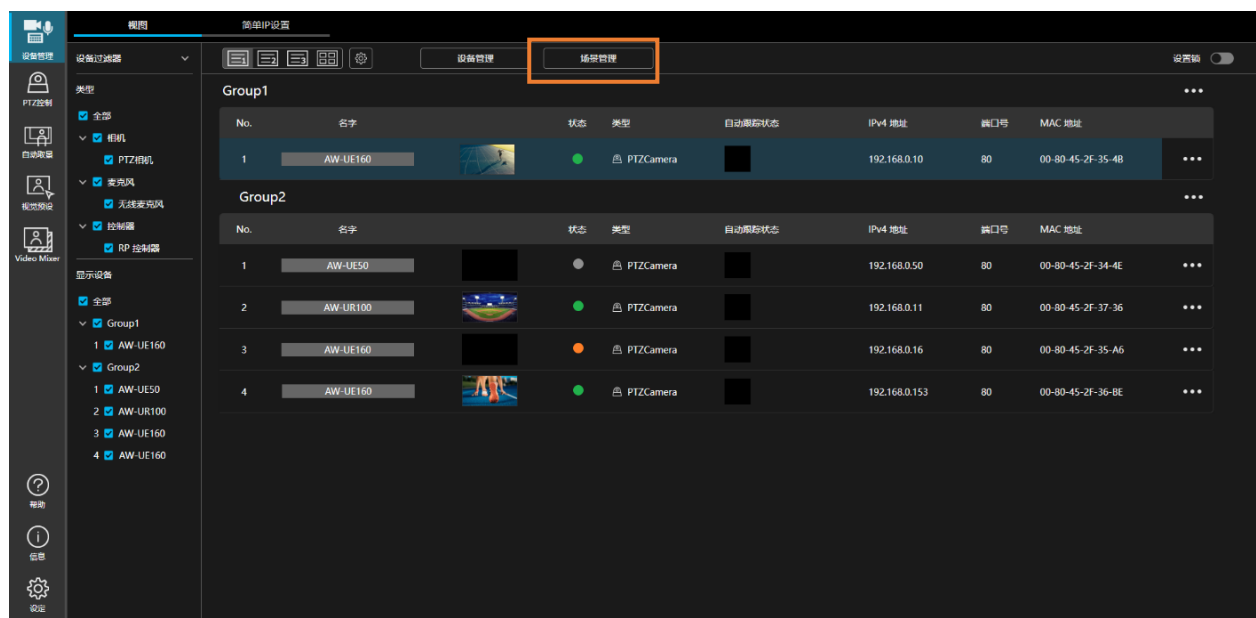 视图 简单IP设置
设备管理
PTZ控制
自动取景
视觉预设
Video Mixer
帮助
信息
设定
设备过滤器
类型
全部
相机
PTZ相机
麦克风
无线麦克风
控制器
RP 控制器
显示设备
全部
Group1
1 AW-UE160
Group2
1 AW-UE50
2 AW-UR100
3 AW-UE160
4 AW-UE160
1 2 3 设备管理 场景管理 设置锁
Group1
No. 名字 状态 类型 自动跟踪状态 IPv4 地址 端口号 MAC 地址
1 AW-UE160 PTZCamera 192.168.0.10 80 00-80-45-2F-35-4B
Group2
No. 名字 状态 类型 自动跟踪状态 IPv4 地址 端口号 MAC 地址
1 AW-UE50 PTZCamera 192.168.0.50 80 00-80-45-2F-34-4E
2 AW-UR100 PTZCamera 192.168.0.11 80 00-80-45-2F-37-36
3 AW-UE160 PTZCamera 192.168.0.16 80 00-80-45-2F-35-A6
4 AW-UE160 PTZCamera 192.168.0.153 80 00-80-45-2F-36-BE